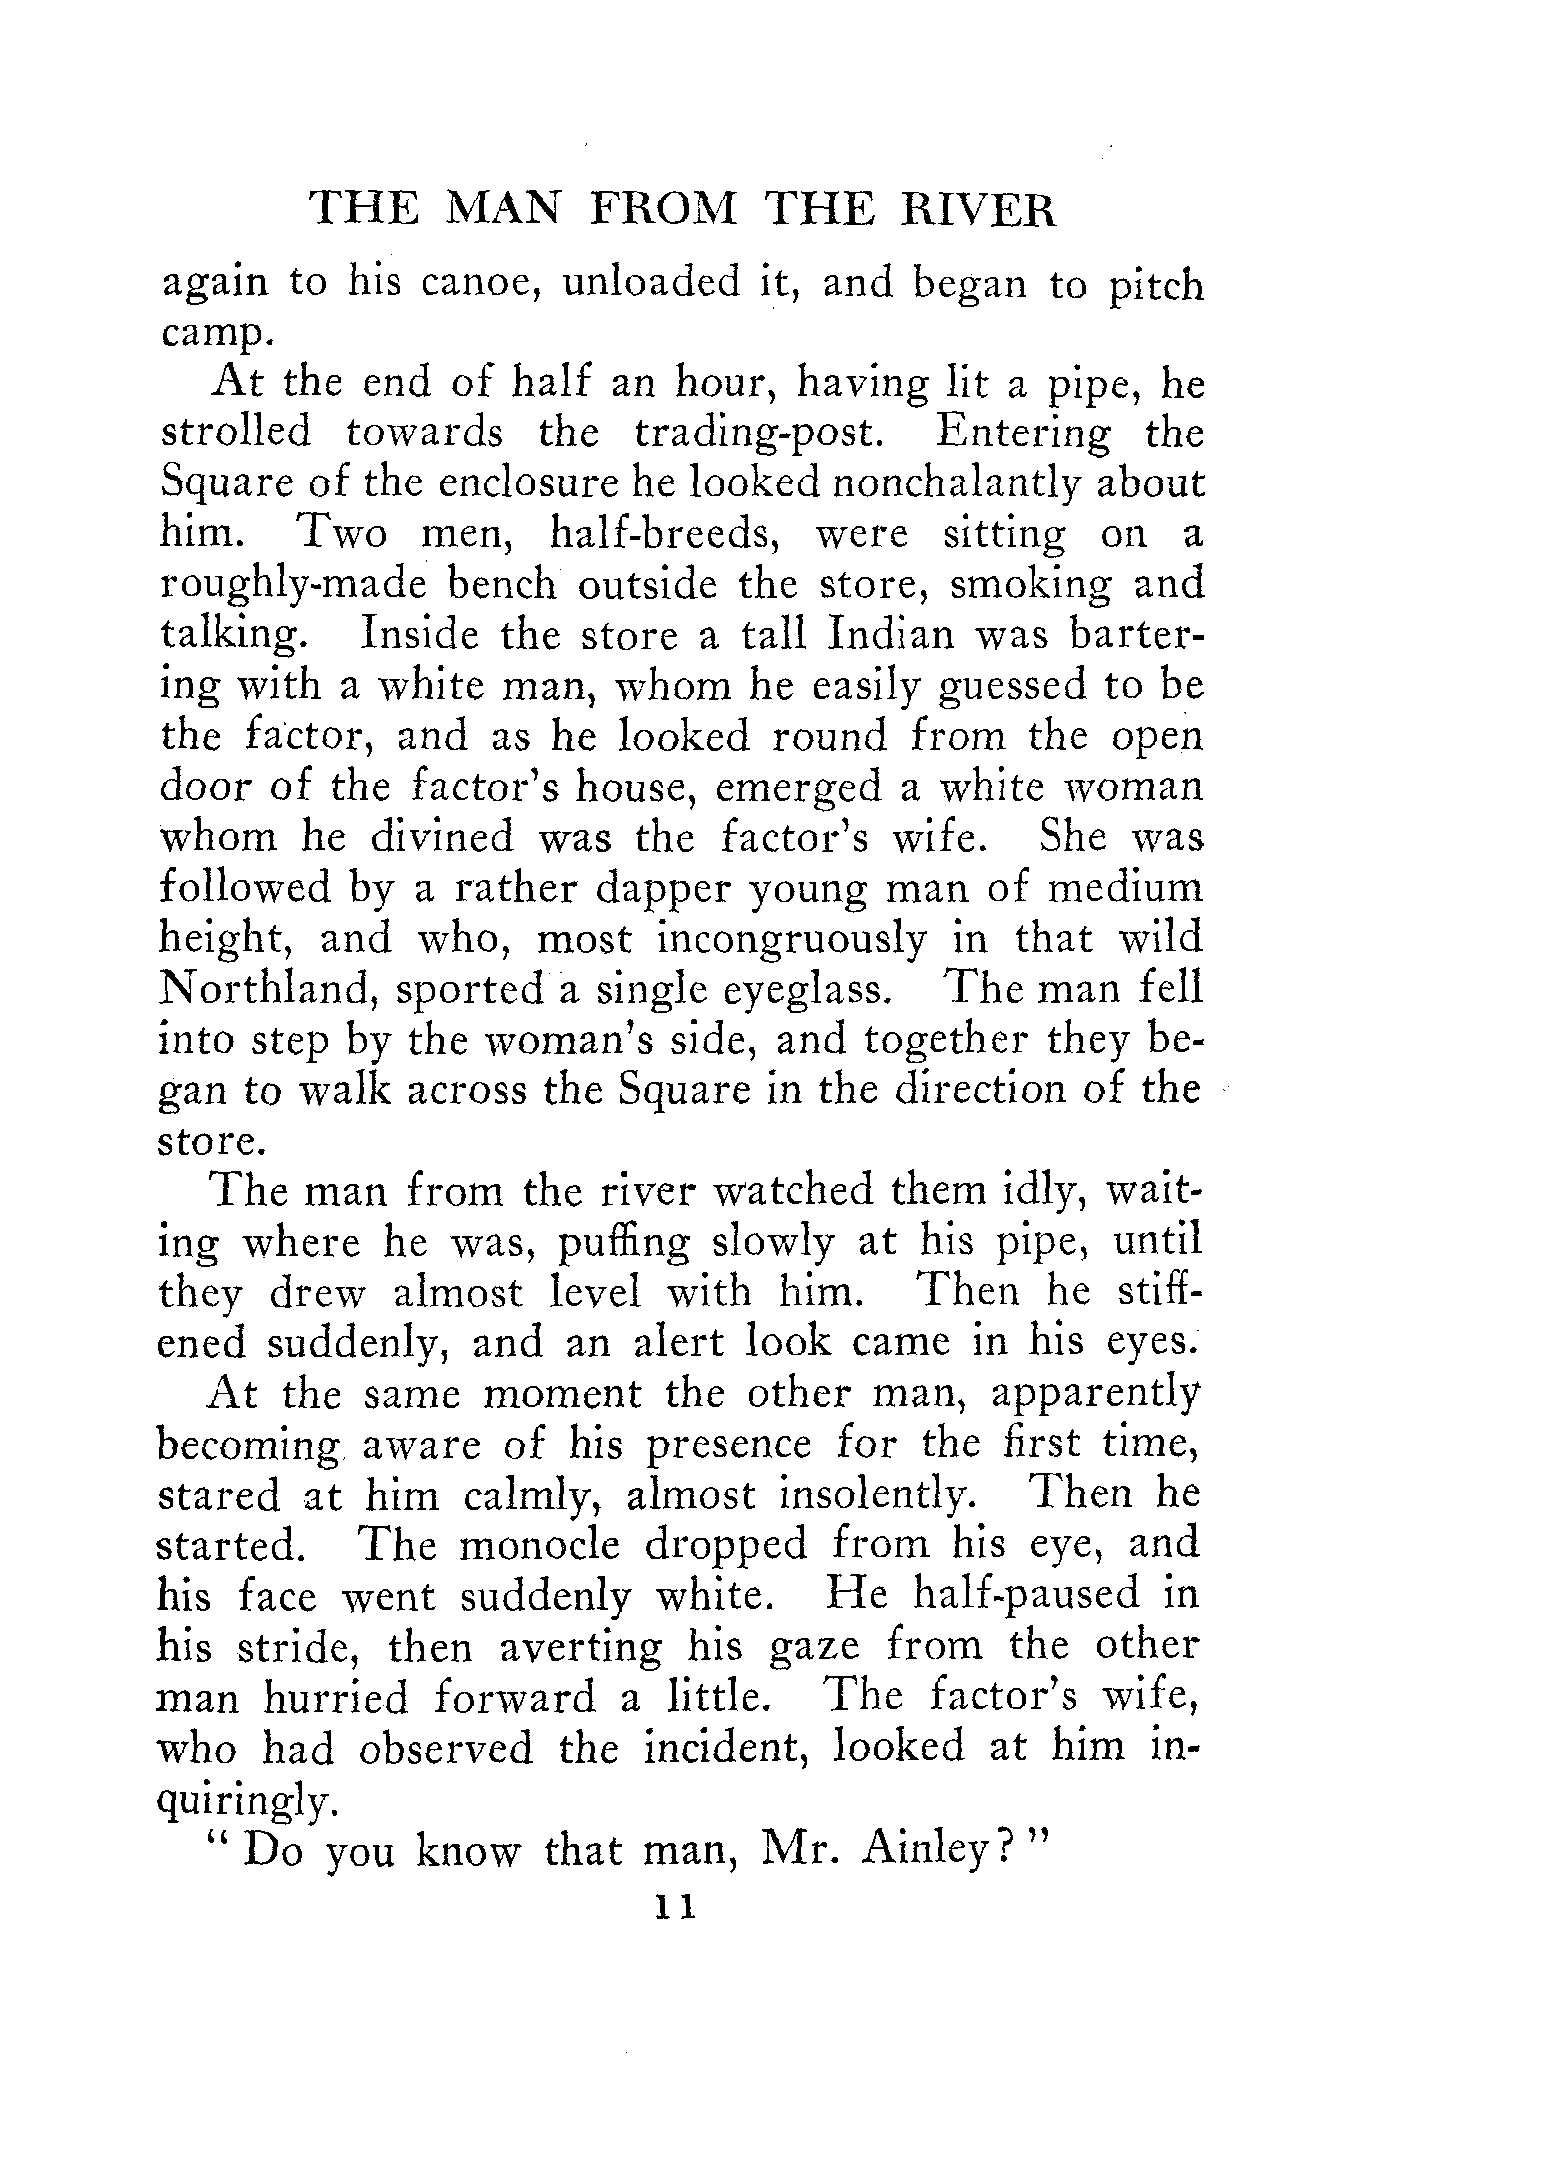 THE MAN FROM THE RIVER
again to his canoe, unloaded it, and began to pitch
camp.
At the end of half an hour, having lit a pipe, he
strolled towards the trading-post. Entering the
Square of the enclosure he looked nonchalantly about
him. Two men, half-breeds, were sitting on a
roughly-made bench outside the store, smoking and
talking. Inside the store a tall Indian was barter-
ing with a white man, whom he easily guessed to be
the factor, and as he looked round from the open
door of the factor's house, emerged a white woman
whom he divined was the factor's wife. She was
followed by a rather dapper young man of medium
height, and who, most incongruously in that wild
Northland, sported a single eyeglass. The man fell
into step by the woman's side, and together they be-
gan to walk across the Square in the direction of the
store.
The man from the river watched them idly, wait-
ing where he was, puffing slowly at his pipe, until
they drew almost level with him. Then he stiff-
ened suddenly, and an alert look came in his eyes.
At the same moment the other man, apparently
becoming aware of his presence for the first time,
stared at him calmly, almost insolently. Then he
started. The monocle dropped from his eye, and
his face went suddenly white. He half-paused in
his stride, then averting his gaze from the other
man hurried forward a little. The factor's wife,
who had observed the incident, looked at him in-
quiringly.
" Do you know that man, Mr. Ainley? "
11